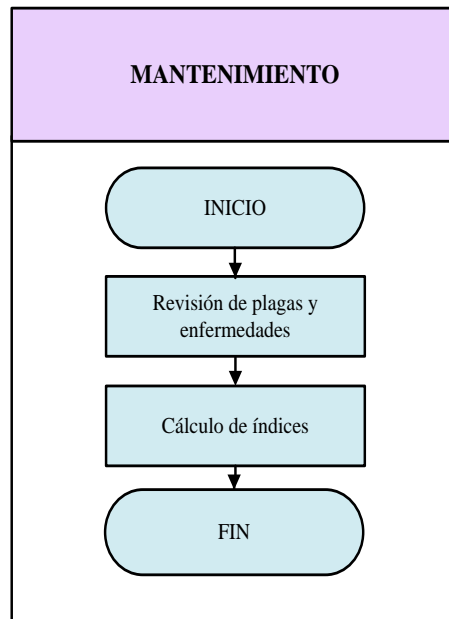 MANTENIMIENTO
INICIO
Revisión de plagas y
enfermedades
Cálculo de índices
FIN